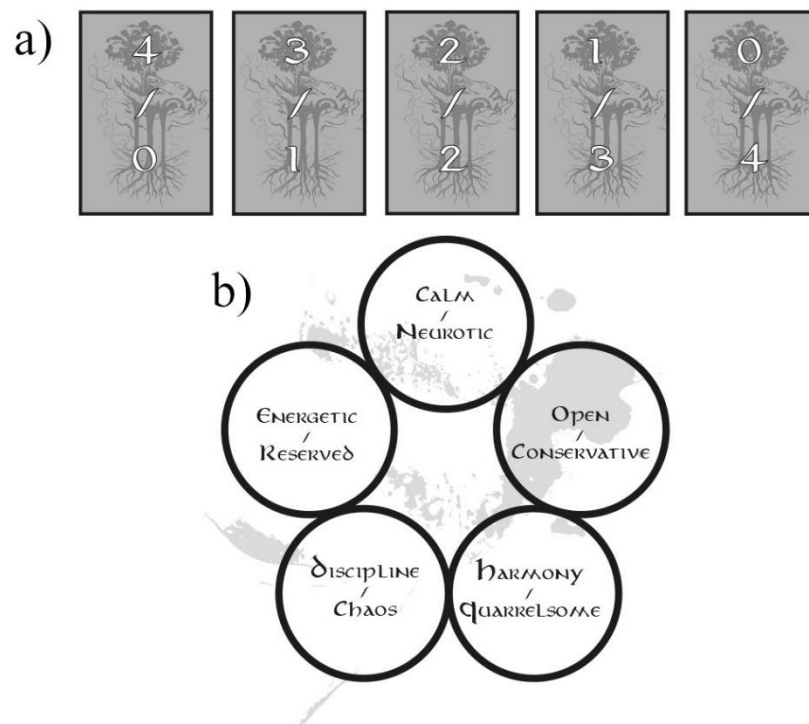 a)
4 3 2 1 0
/ / / / /
0 1 2 3 4
b)
Calm
/
Neurotic
Energetic
/
Reserved
Open
/
Conservative
Discipline
/
Chaos
Harmony
/
Quarrelsome